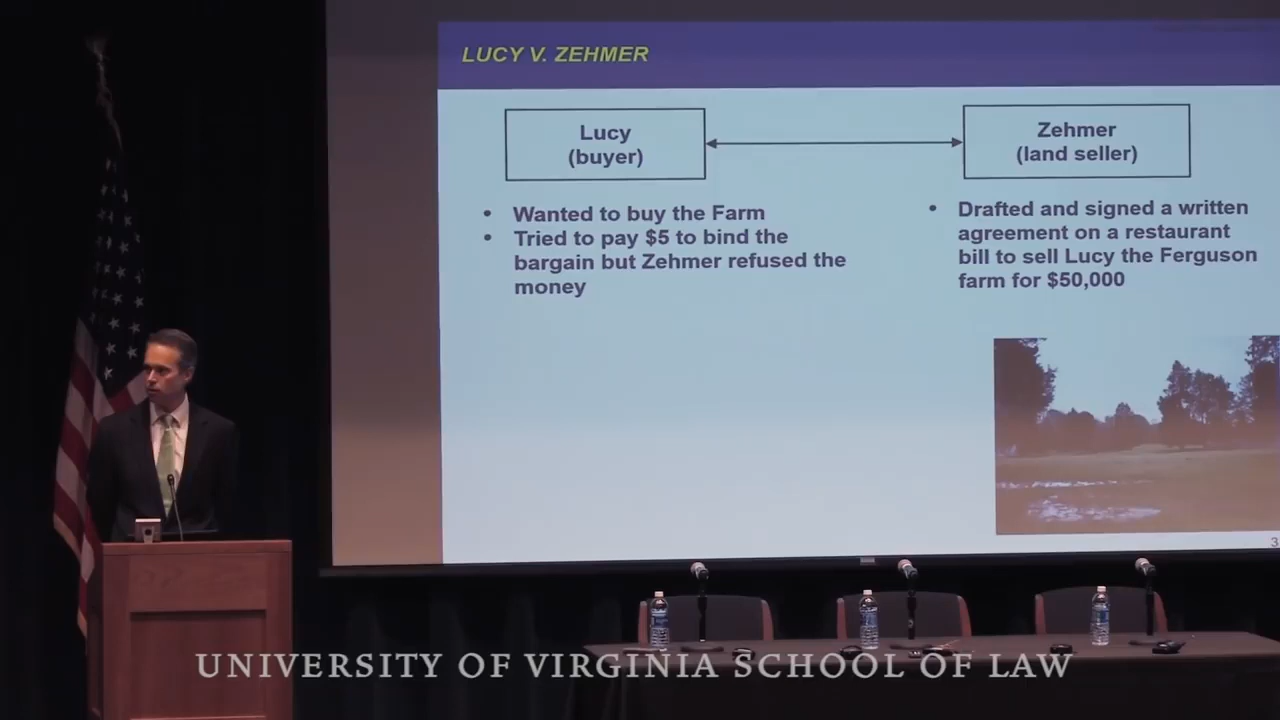 LUCY V. ZEHMER
Lucy
(buyer)
Zehmer
(land seller)
• Wanted to buy the Farm
• Tried to pay $5 to bind the
bargain but Zehmer refused the
money
• Drafted and signed a written
agreement on a restaurant
bill to sell Lucy the Ferguson
farm for $50,000
3
UNIVERSITY OF VIRGINIA SCHOOL OF LAW